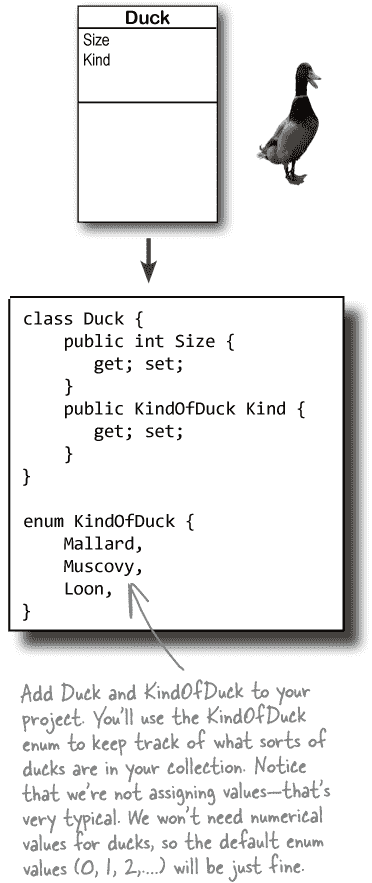 Duck
Size
Kind
class Duck {
    public int Size {
        get; set;
    }
    public KindOfDuck Kind {
        get; set;
    }
}
enum KindOfDuck {
    Mallard,
    Muscovy,
    Loon,
}
Add Duck and KindOfDuck to your
project. You'll use the KindOfDuck
enum to keep track of what sorts of
ducks are in your collection. Notice
that we're not assigning values—that's
very typical. We won't need numerical
values for ducks, so the default enum
values (0, 1, 2,....) will be just fine.